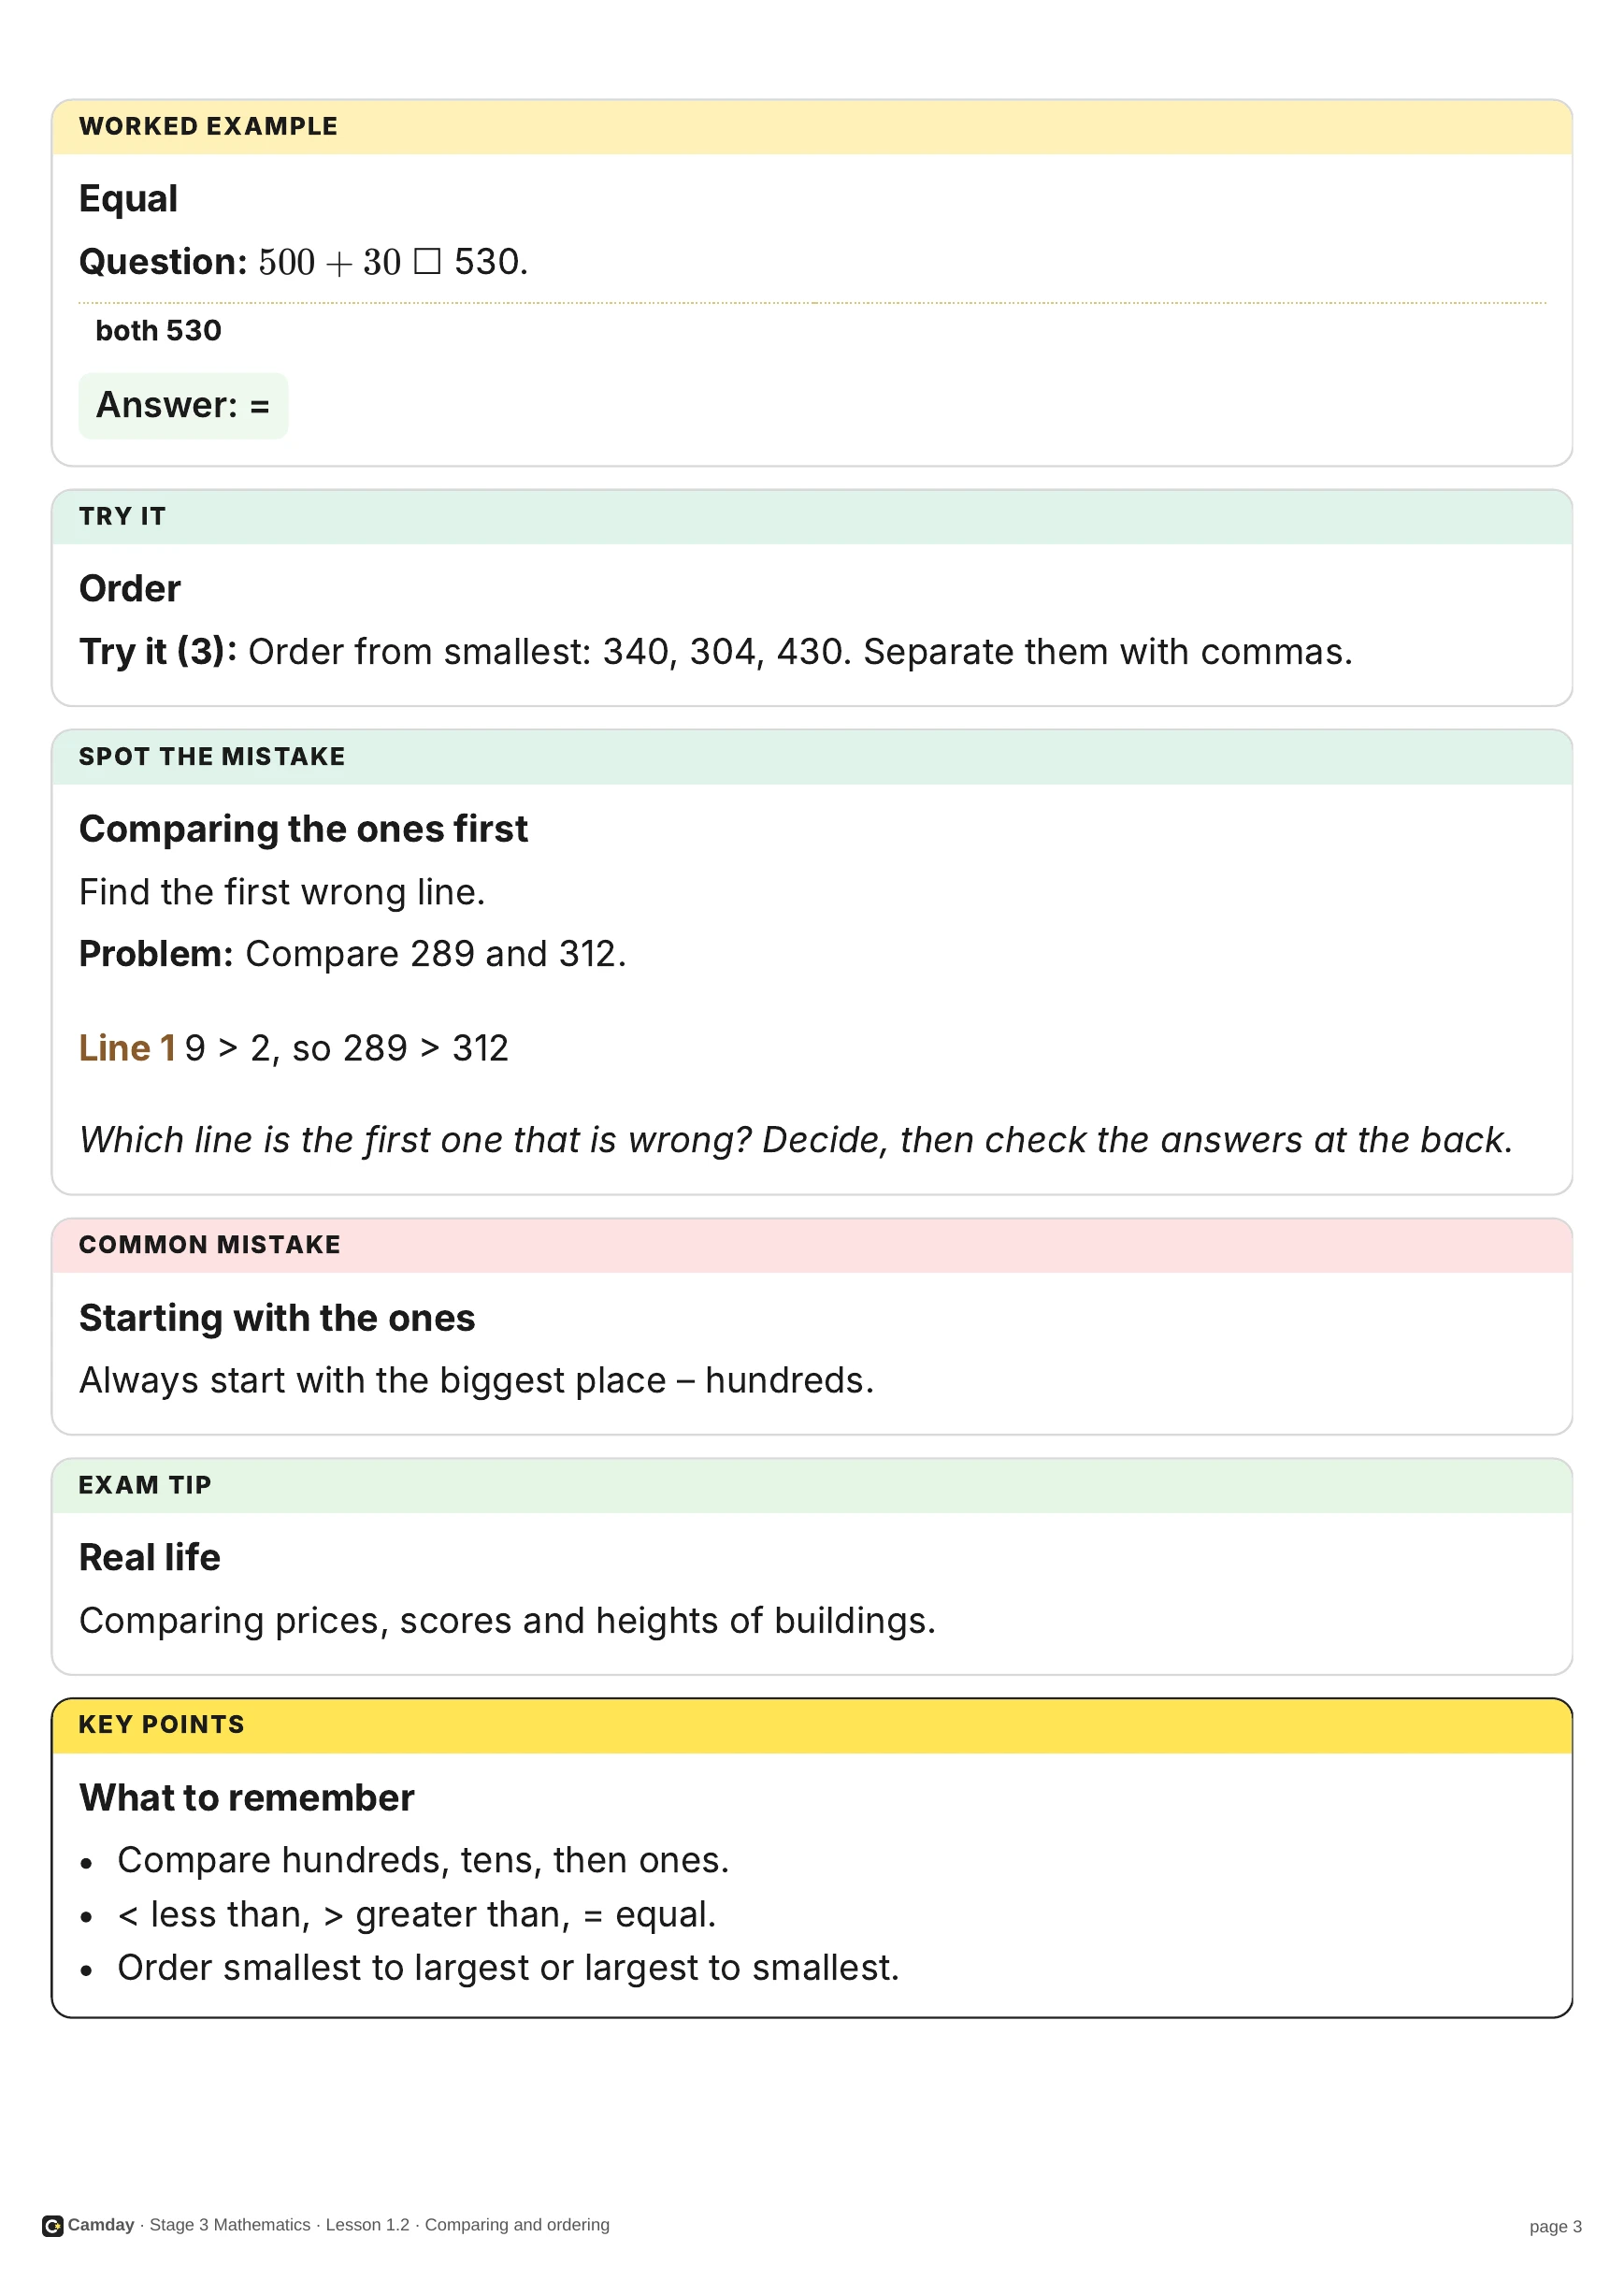 WORKED EXAMPLE
Equal
Question: 500 + 30 □ 530.
both 530
Answer: =
TRY IT
Order
Try it (3): Order from smallest: 340, 304, 430. Separate them with commas.
SPOT THE MISTAKE
Comparing the ones first
Find the first wrong line.
Problem: Compare 289 and 312.
Line 1 9 > 2, so 289 > 312
Which line is the first one that is wrong? Decide, then check the answers at the back.
COMMON MISTAKE
Starting with the ones
Always start with the biggest place – hundreds.
EXAM TIP
Real life
Comparing prices, scores and heights of buildings.
KEY POINTS
What to remember
• Compare hundreds, tens, then ones.
• < less than, > greater than, = equal.
• Order smallest to largest or largest to smallest.
Camday · Stage 3 Mathematics · Lesson 1.2 · Comparing and ordering
page 3